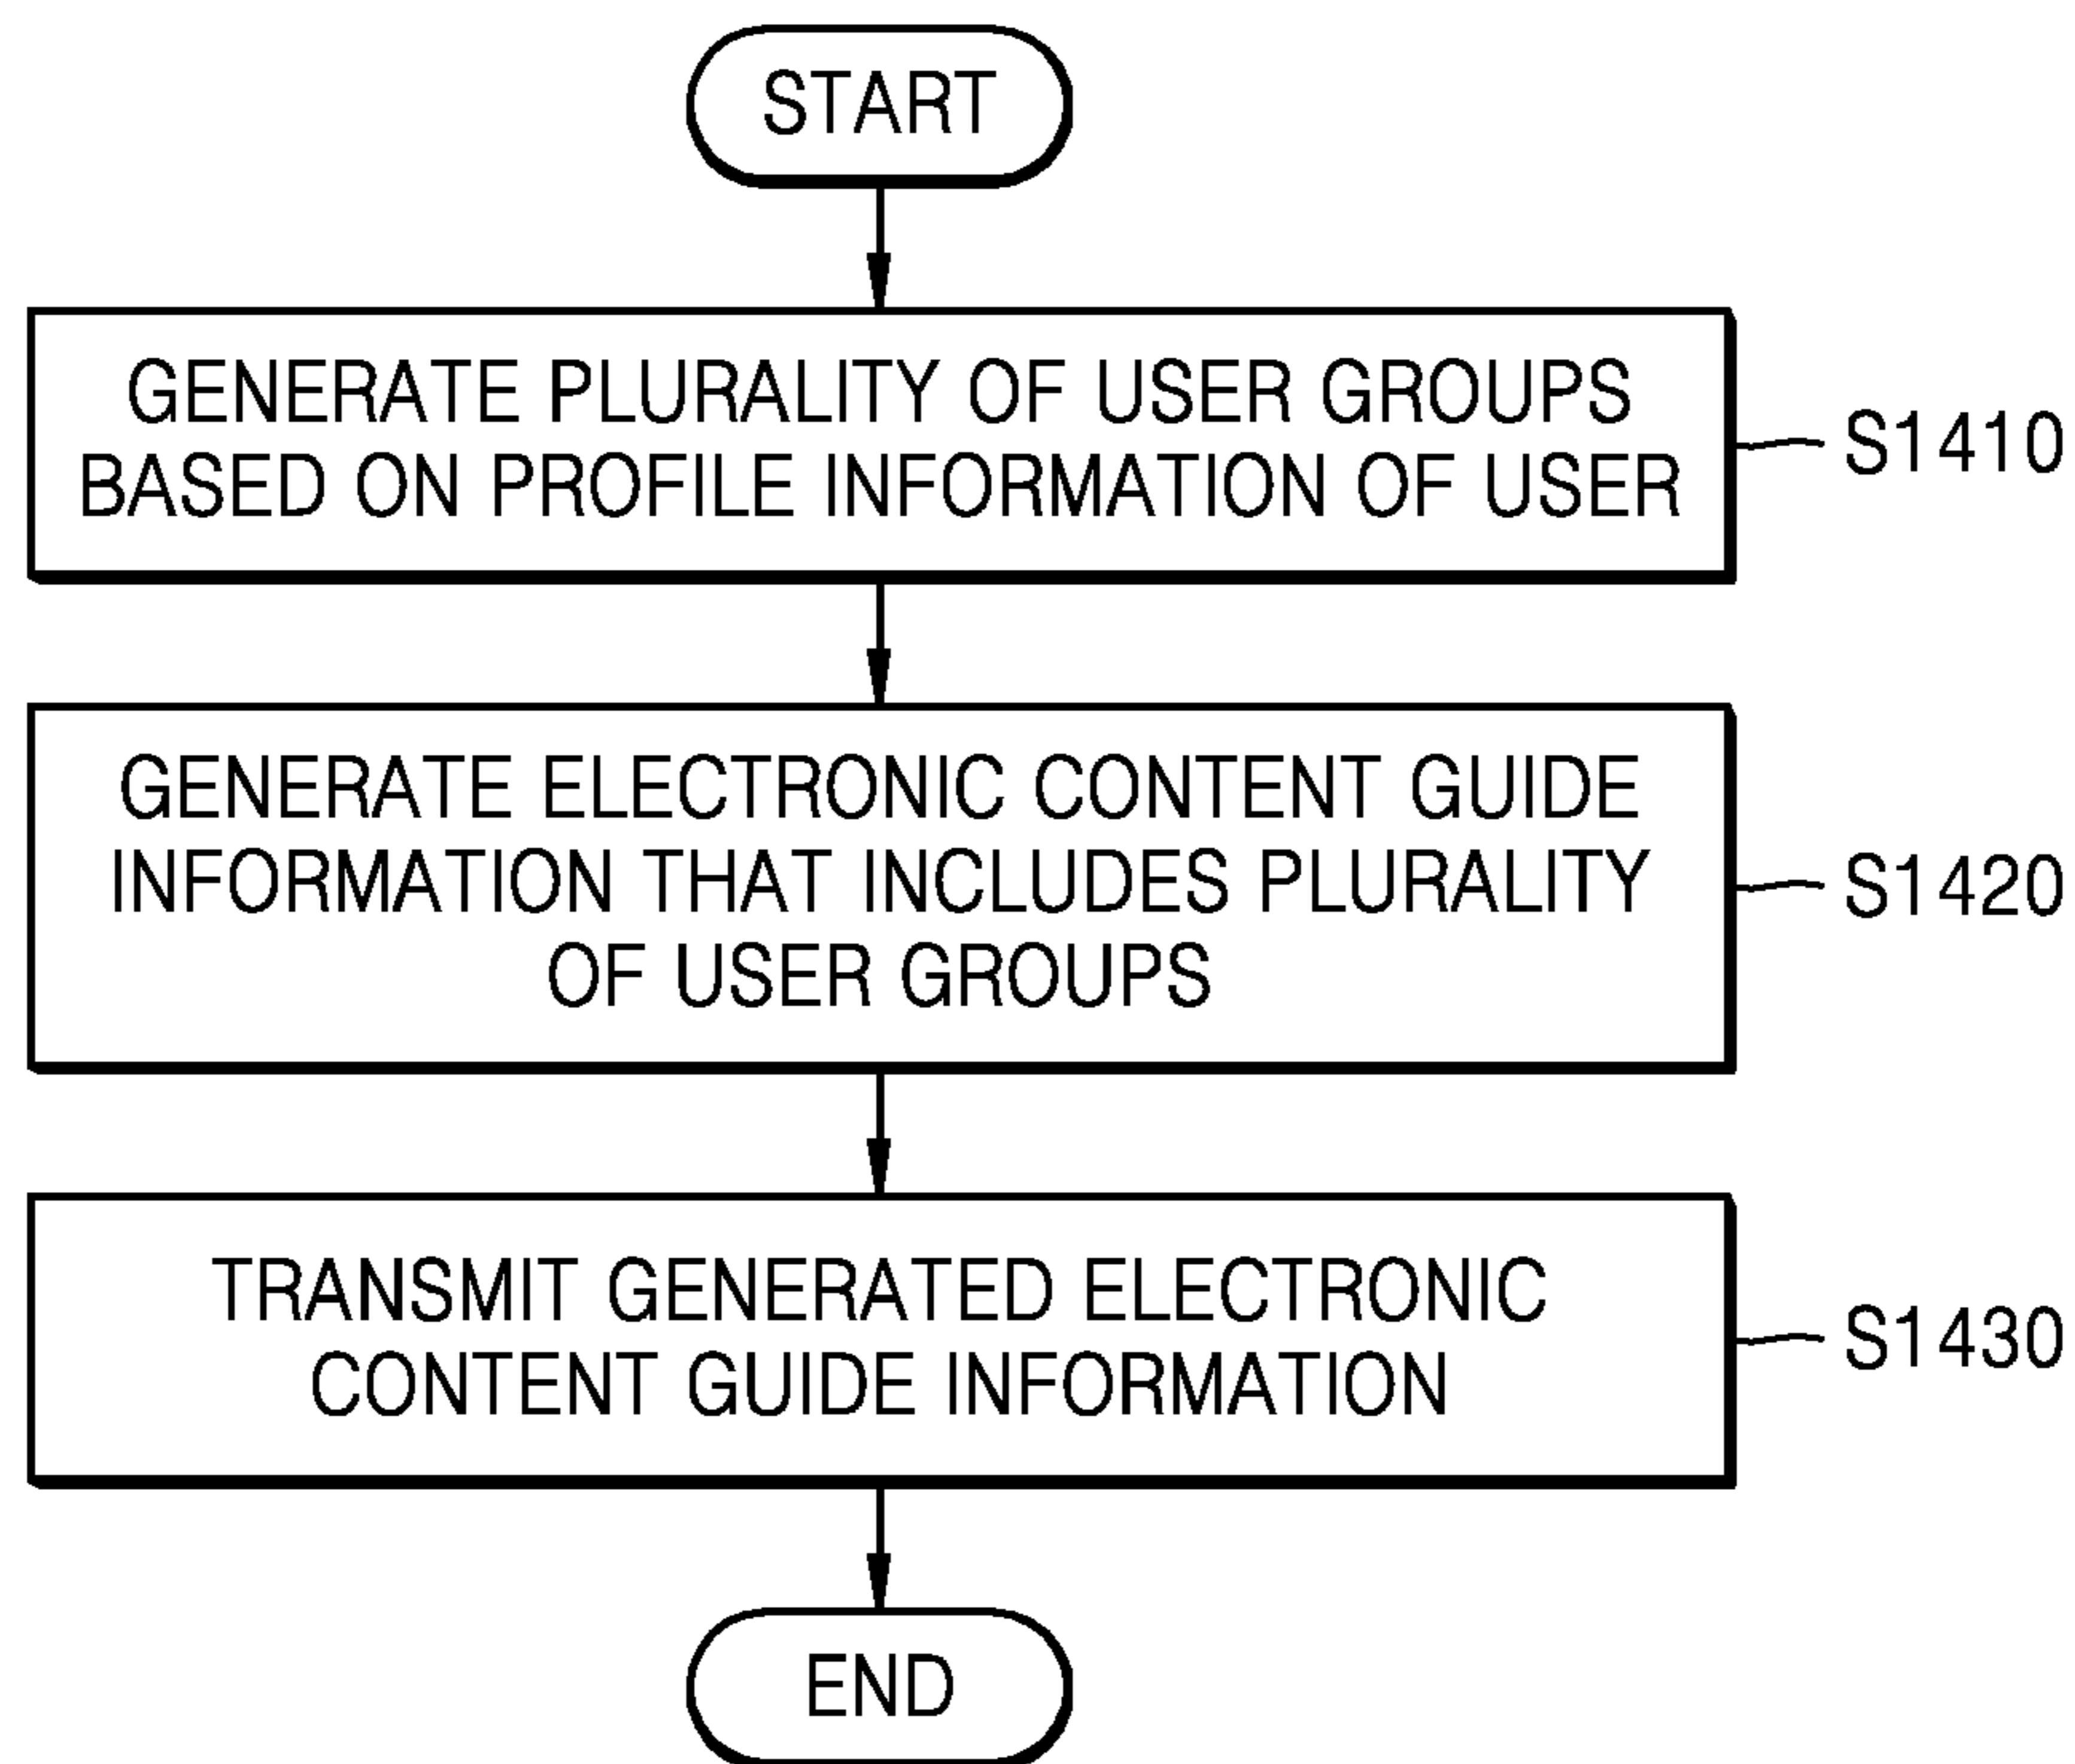 START
GENERATE PLURALITY OF USER GROUPS
BASED ON PROFILE INFORMATION OF USER
S1410
GENERATE ELECTRONIC CONTENT GUIDE
INFORMATION THAT INCLUDES PLURALITY
OF USER GROUPS
S1420
TRANSMIT GENERATED ELECTRONIC
CONTENT GUIDE INFORMATION
S1430
END